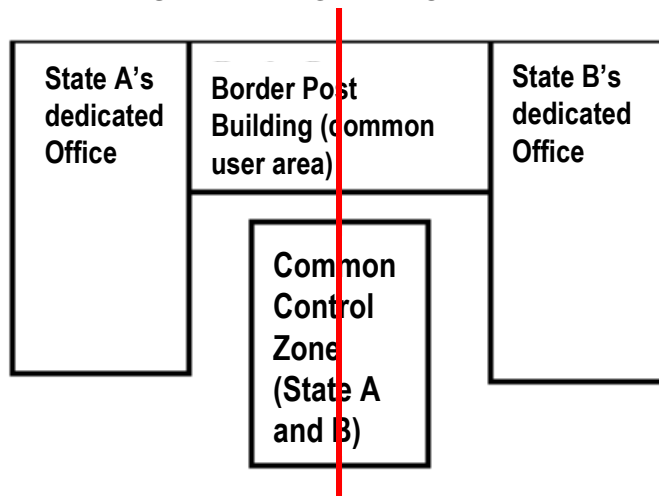 State A's
dedicated
Office
Border Post
Building (common
user area)
State B's
dedicated
Office
Common
Control
Zone
(State A
and B)